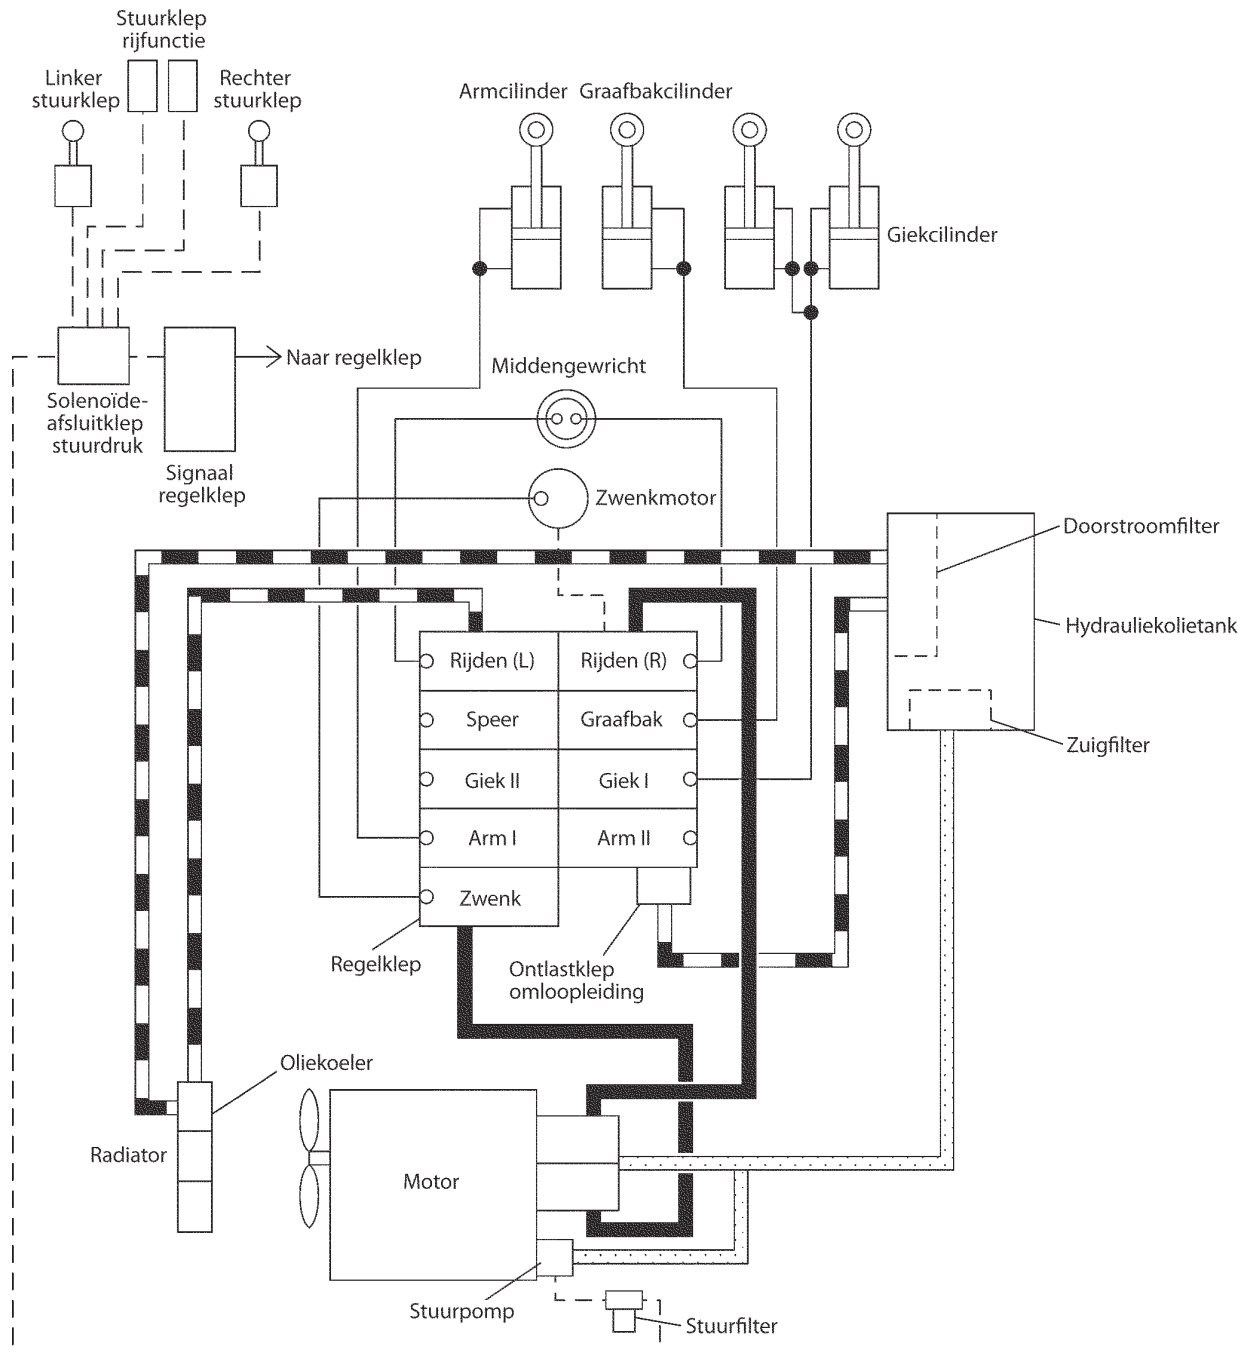 Stuurklep
rijfunctie
Linker
stuurklep
Rechter
stuurklep
Armcilinder
Graafbakcilinder
Giekcilinder
Naar regelklep
Solenoïde-
afsluitklep
stuurdruk
Signaal
regelklep
Middengewricht
Zwenkmotor
Doorstroomfilter
Hydrauliekolietank
Zuigfilter
Rijden (L)
Rijden (R)
Speer
Graafbak
Giek II
Giek I
Arm I
Arm II
Zwenk
Regelklep
Ontlastklep
omloopleiding
Oliekoeler
Radiator
Motor
Stuurpomp
Stuurfilter